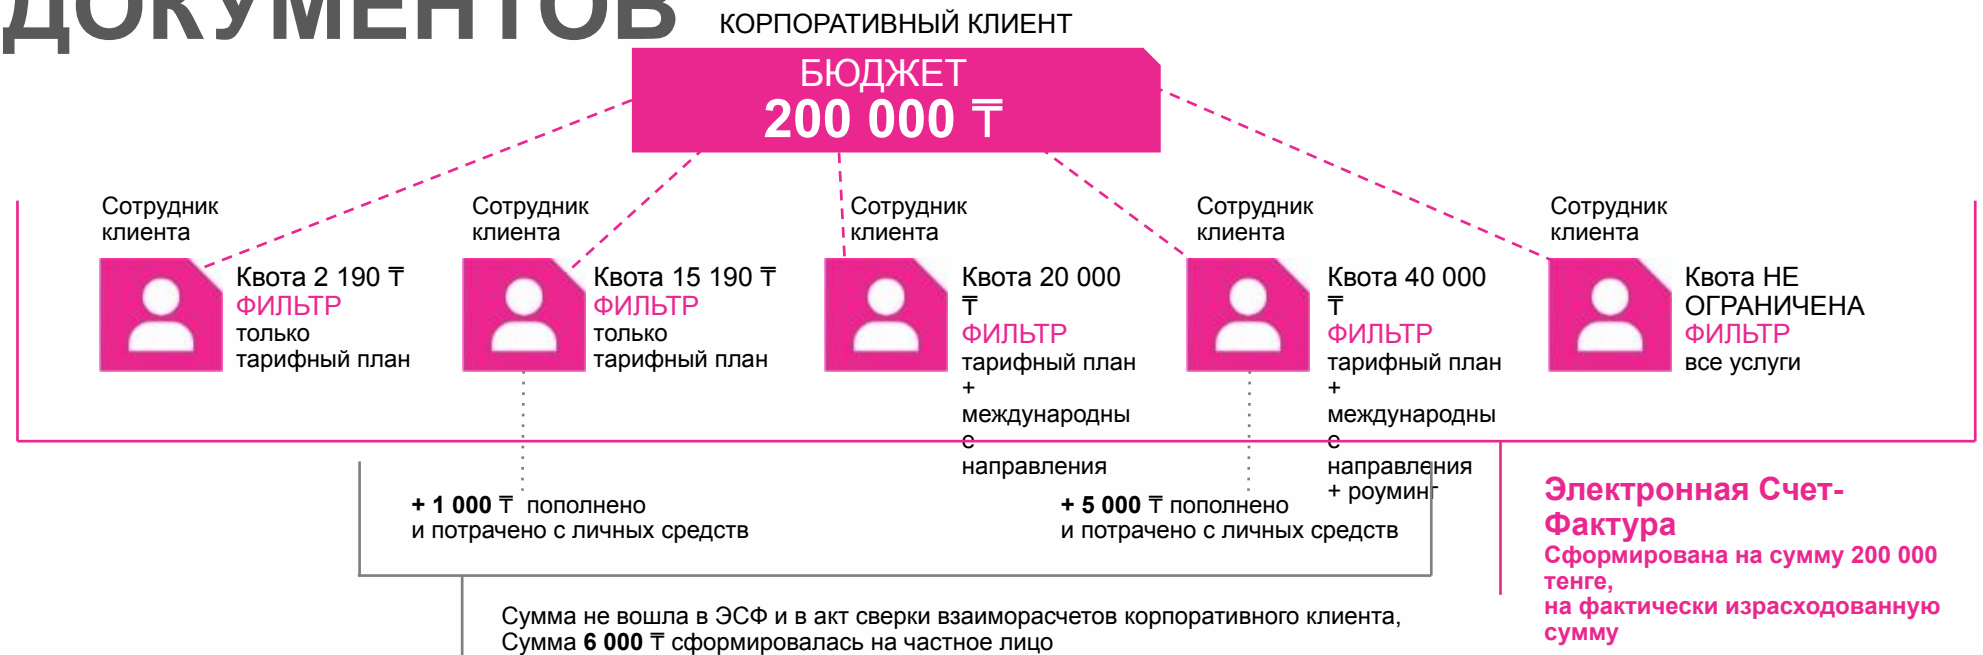 ДОКУМЕНТОВ
КОРПОРАТИВНЫЙ КЛИЕНТ
БЮДЖЕТ
200 000 ₸
Сотрудник
клиента
Квота 2 190 ₸
ФИЛЬТР
только
тарифный план
Сотрудник
клиента
Квота 15 190 ₸
ФИЛЬТР
только
тарифный план
Сотрудник
клиента
Квота 20 000
₸
ФИЛЬТР
тарифный план
+
международны
е
направления
Сотрудник
клиента
Квота 40 000
₸
ФИЛЬТР
тарифный план
+
международны
е
направления
+ роуминг
Сотрудник
клиента
Квота НЕ
ОГРАНИЧЕНА
ФИЛЬТР
все услуги
+ 1 000 ₸ пополнено
и потрачено с личных средств
+ 5 000 ₸ пополнено
и потрачено с личных средств
Электронная Счет-
Фактура
Сформирована на сумму 200 000
тенге,
на фактически израсходованную
сумму
Сумма не вошла в ЭСФ и в акт сверки взаиморасчетов корпоративного клиента,
Сумма 6 000 ₸ сформировалась на частное лицо